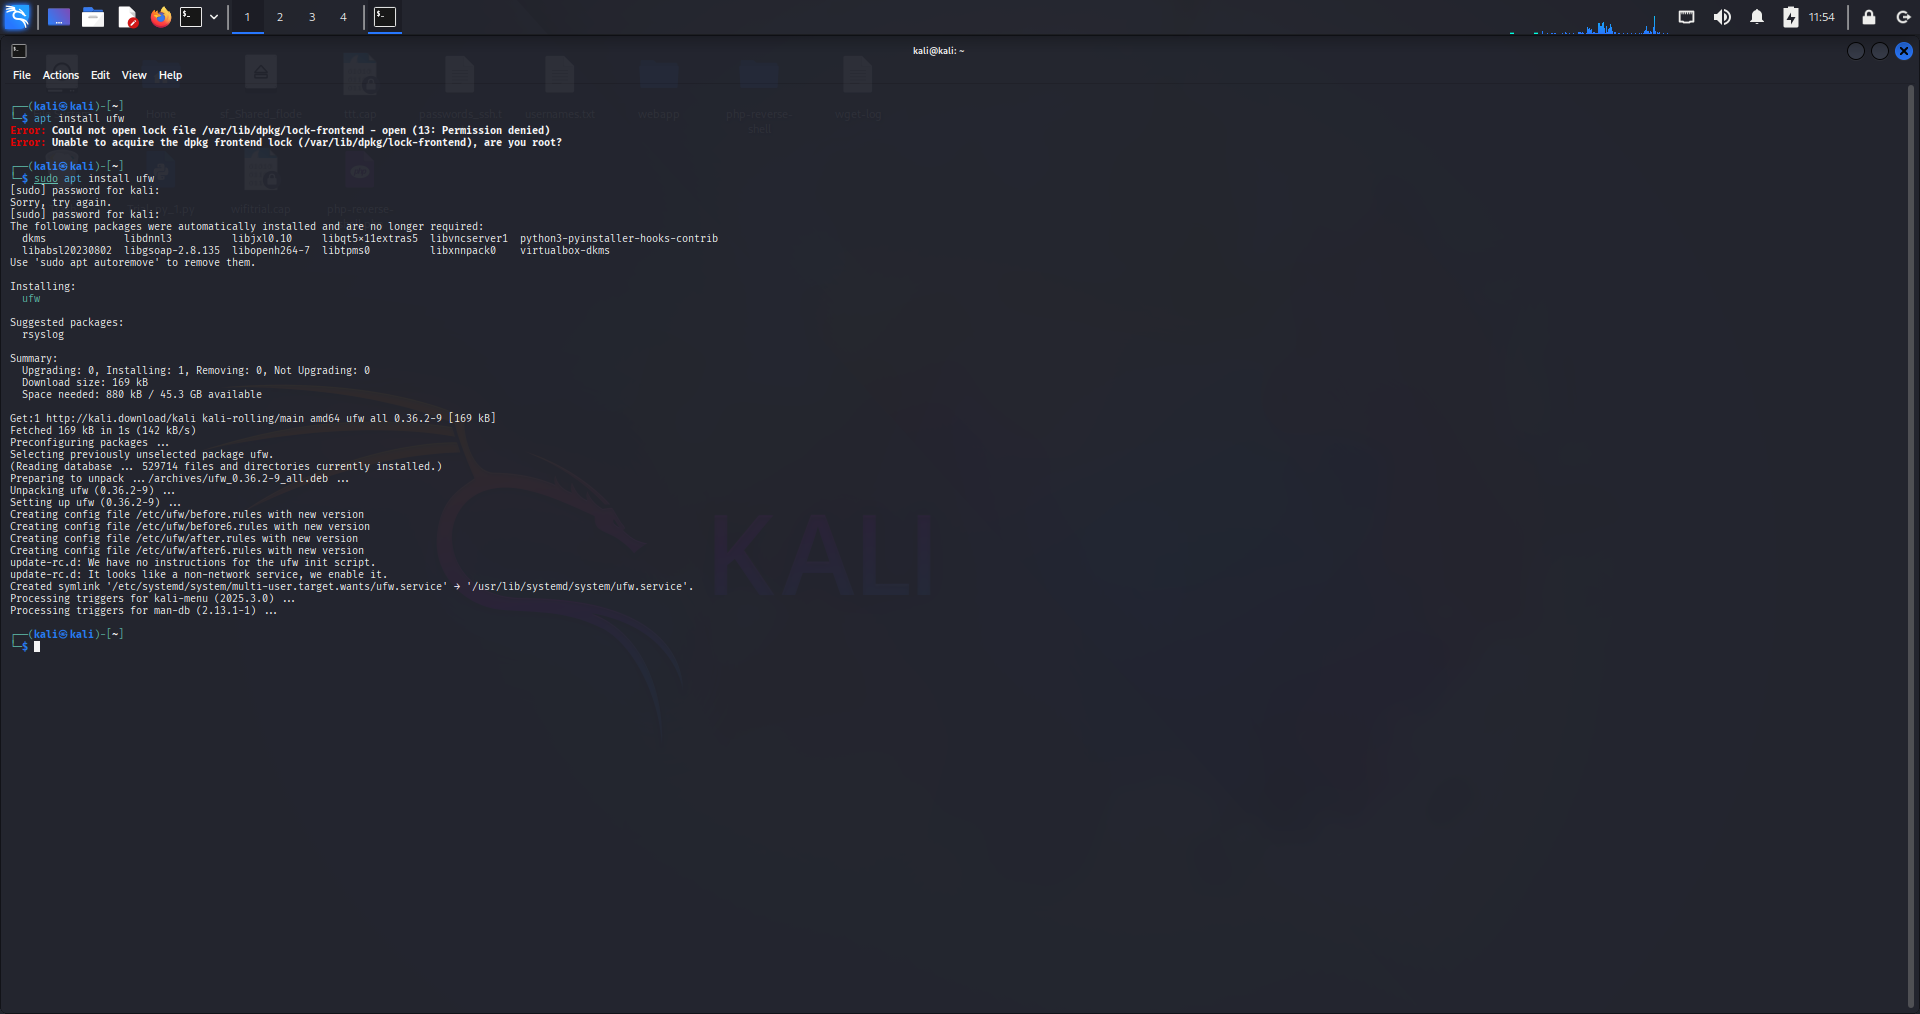 1 2 3 4 11:54
kali@kali: ~
File Actions Edit View Help
┌──(kali㉿kali)-[~]
└─$ apt install ufw
Error: Could not open lock file /var/lib/dpkg/lock-frontend - open (13: Permission denied)
Error: Unable to acquire the dpkg frontend lock (/var/lib/dpkg/lock-frontend), are you root?
┌──(kali㉿kali)-[~]
└─$ sudo apt install ufw
[sudo] password for kali:
Sorry, try again.
[sudo] password for kali:
The following packages were automatically installed and are no longer required:
dkms libdnnl3 libjxl0.10 libqt5x11extras5 libvncserver1 python3-pyinstaller-hooks-contrib
libabsl20230802 libgsoap-2.8.135 libopenh264-7 libtpms0 libxnnpack0 virtualbox-dkms
Use 'sudo apt autoremove' to remove them.
Installing:
ufw
Suggested packages:
rsyslog
Summary:
Upgrading: 0, Installing: 1, Removing: 0, Not Upgrading: 0
Download size: 169 kB
Space needed: 880 kB / 45.3 GB available
Get:1 http://kali.download/kali kali-rolling/main amd64 ufw all 0.36.2-9 [169 kB]
Fetched 169 kB in 1s (142 kB/s)
Preconfiguring packages ...
Selecting previously unselected package ufw.
(Reading database ... 529714 files and directories currently installed.)
Preparing to unpack .../archives/ufw_0.36.2-9_all.deb ...
Unpacking ufw (0.36.2-9) ...
Setting up ufw (0.36.2-9) ...
Creating config file /etc/ufw/before.rules with new version
Creating config file /etc/ufw/before6.rules with new version
Creating config file /etc/ufw/after.rules with new version
Creating config file /etc/ufw/after6.rules with new version
update-rc.d: We have no instructions for the ufw init script.
update-rc.d: It looks like a non-network service, we enable it.
Created symlink '/etc/systemd/system/multi-user.target.wants/ufw.service' → '/usr/lib/systemd/system/ufw.service'.
Processing triggers for kali-menu (2025.3.0) ...
Processing triggers for man-db (2.13.1-1) ...
┌──(kali㉿kali)-[~]
└─$
KALI